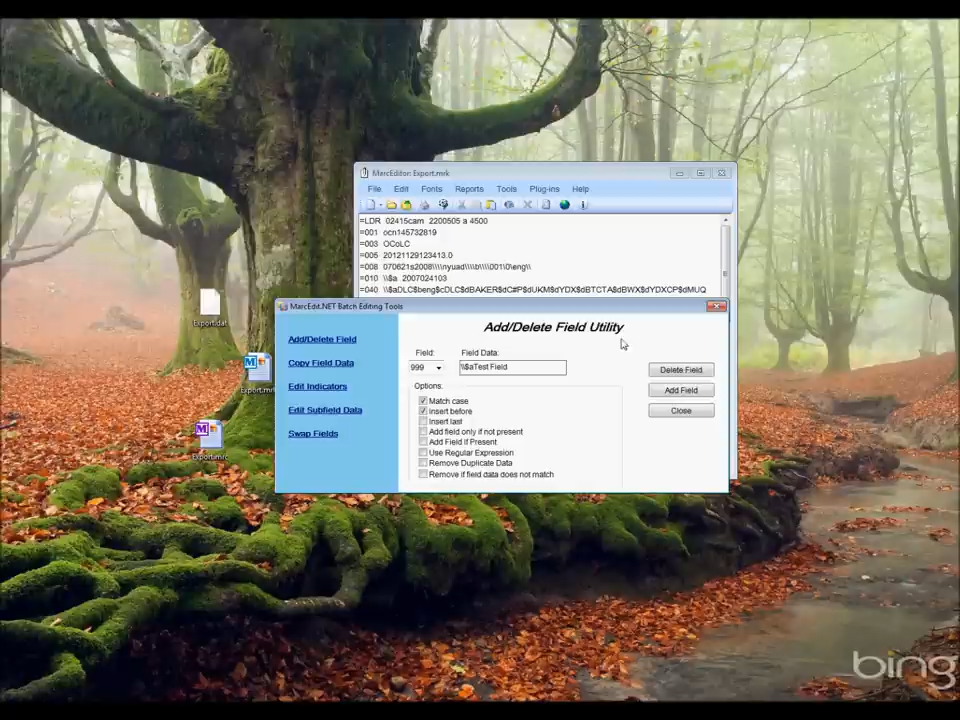 MarcEditor: Export.mrk
File Edit Fonts Reports Tools Plug-ins Help
=LDR 02415cam 2200505 a 4500
=001 ocn145732819
=003 OCoLC
=005 20121129123413.0
=008 070621s2008\\\\nyuad\\\\b\\\\001\0\eng\\
=010 \\$a 2007024103
=040 \\$aDLC$beng$cDLC$dBAKER$dC#P$dUKM$dYDX$dBTCTA$dBWX$dYDXCP$dMUQ
MarcEdit.NET Batch Editing Tools
Add/Delete Field
Copy Field Data
Edit Indicators
Edit Subfield Data
Swap Fields
Add/Delete Field Utility
Field: Field Data:
999 \\$aTest Field
Options:
Match case
Insert before
Insert last
Add field only if not present
Add Field If Present
Use Regular Expression
Remove Duplicate Data
Remove if field data does not match
Delete Field
Add Field
Close
Export.dat
Export.mrc
bing